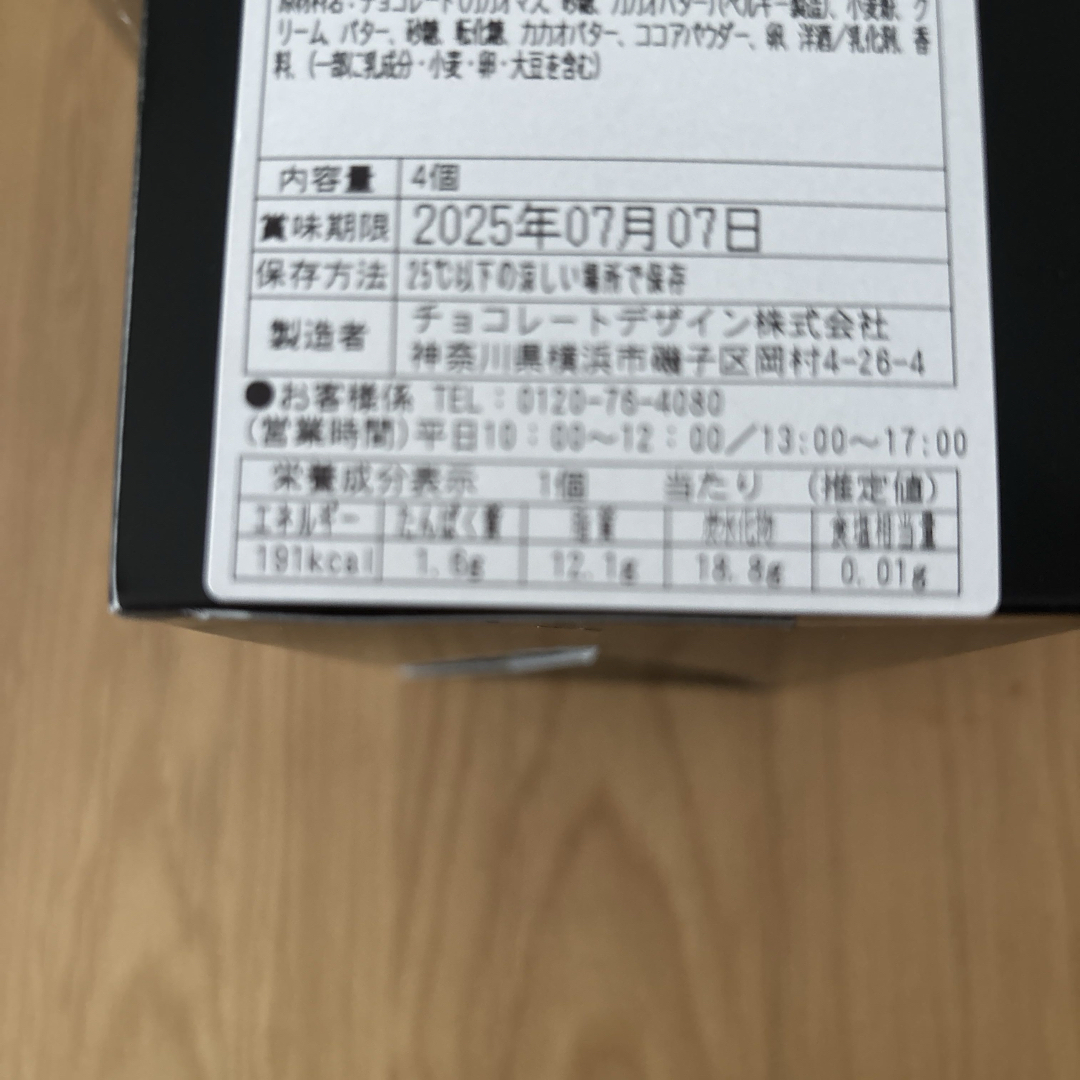 原材料名：チョコレート(カカオマス、砂糖、カカオバター)(ベルギー製造)、小麦粉、ク
リーム、バター、砂糖、転化糖、カカオバター、ココアパウダー、卵、洋酒/乳化剤、香
料、(一部に乳成分・小麦・卵・大豆を含む)
内容量 4個
賞味期限 2025年07月07日
保存方法 25℃以下の涼しい場所で保存
製造者 チョコレートデザイン株式会社
神奈川県横浜市磯子区岡村4-26-4
●お客様係 TEL：0120-76-4080
(営業時間)平日10：00～12：00／13:00～17:00
栄養成分表示 1個 当たり (推定値)
エネルギー たんぱく質 脂質 炭水化物 食塩相当量
191kcal 1.6g 12.1g 18.8g 0.01g